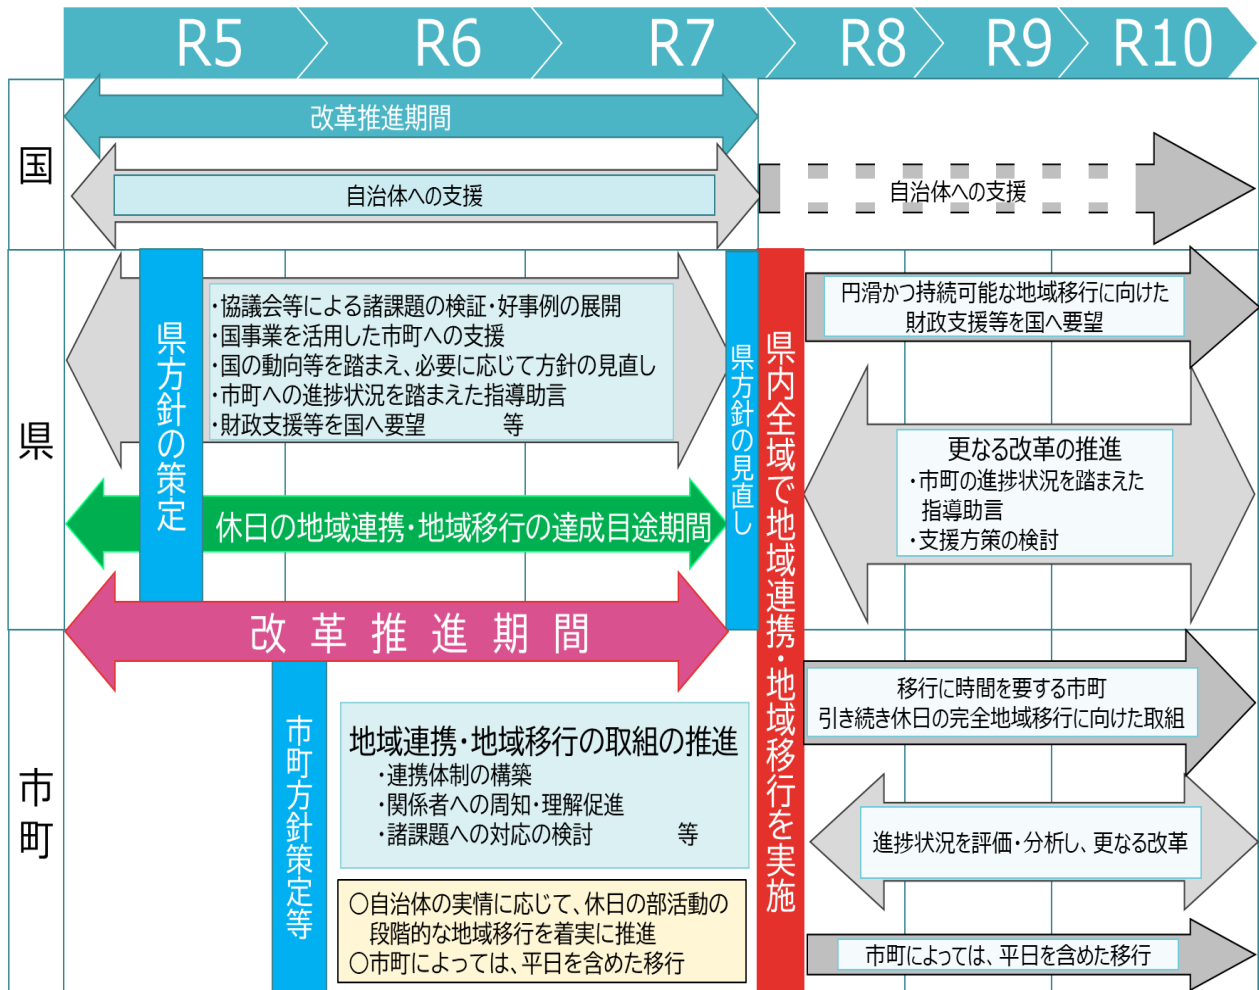 R5
R6
R7
R8
R9
R10
国
改革推進期間
自治体への支援
自治体への支援
県
県方針の策定
・協議会等による諸課題の検証・好事例の展開
・国事業を活用した市町への支援
・国の動向等を踏まえ、必要に応じて方針の見直し
・市町への進捗状況を踏まえた指導助言
・財政支援等を国へ要望 等
県方針の見直し
県内全域で地域連携・地域移行を実施
円滑かつ持続可能な地域移行に向けた
財政支援等を国へ要望
更なる改革の推進
・市町の進捗状況を踏まえた
指導助言
・支援方策の検討
休日の地域連携・地域移行の達成目途期間
改革推進期間
市町
市町方針策定等
地域連携・地域移行の取組の推進
・連携体制の構築
・関係者への周知・理解促進
・諸課題への対応の検討 等
〇自治体の実情に応じて、休日の部活動の
段階的な地域移行を着実に推進
〇市町によっては、平日を含めた移行
移行に時間を要する市町
引き続き休日の完全地域移行に向けた取組
進捗状況を評価・分析し、更なる改革
市町によっては、平日を含めた移行